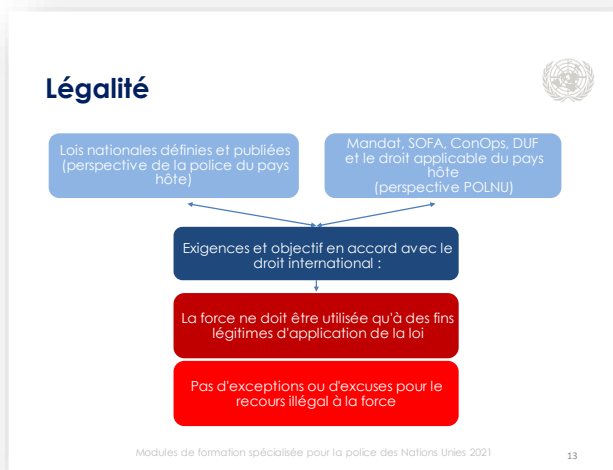 Légalité
Lois nationales définies et publiées
(perspective de la police du pays
hôte)
Mandat, SOFA, ConOps, DUF
et le droit applicable du pays
hôte
(perspective POLNU)
Exigences et objectif en accord avec le
droit international :
La force ne doit être utilisée qu'à des fins
légitimes d'application de la loi
Pas d'exceptions ou d'excuses pour le
recours illégal à la force
Modules de formation spécialisée pour la police des Nations Unies 2021
13